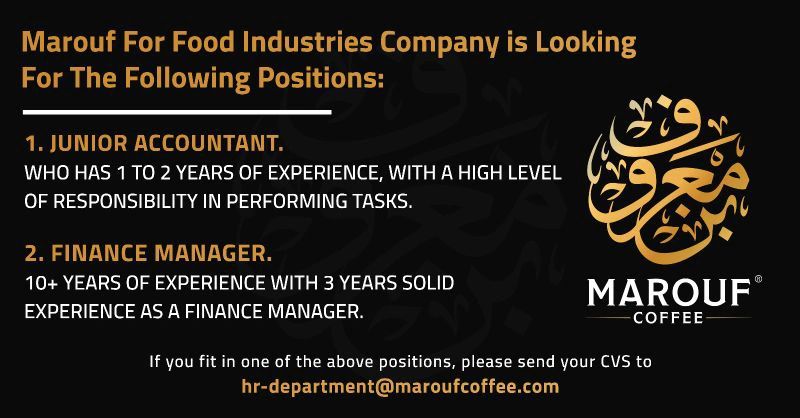 Marouf For Food Industries Company is Looking
For The Following Positions:
1. JUNIOR ACCOUNTANT.
WHO HAS 1 TO 2 YEARS OF EXPERIENCE, WITH A HIGH LEVEL
OF RESPONSIBILITY IN PERFORMING TASKS.
2. FINANCE MANAGER.
10+ YEARS OF EXPERIENCE WITH 3 YEARS SOLID
EXPERIENCE AS A FINANCE MANAGER.
بن معروف
MAROUF®
COFFEE
If you fit in one of the above positions, please send your CVS to
hr-department@maroufcoffee.com